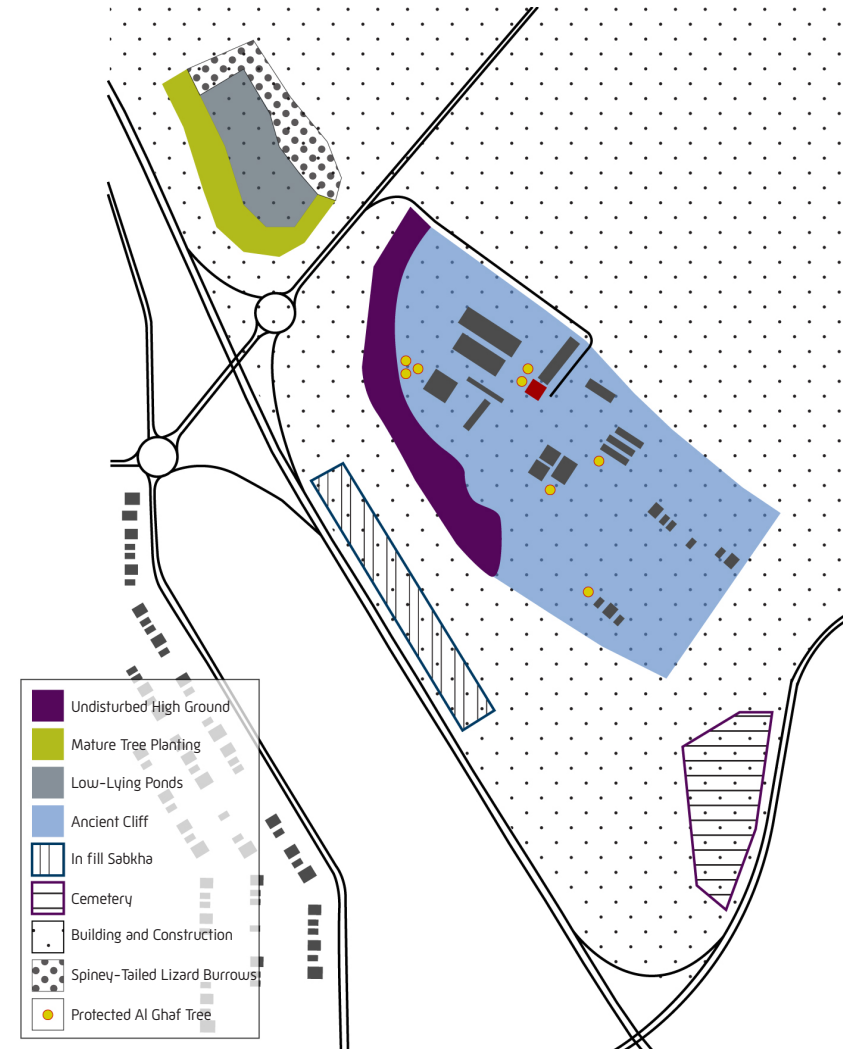 Undisturbed High Ground
Mature Tree Planting
Low-Lying Ponds
Ancient Cliff
In fill Sabkha
Cemetery
Building and Construction
Spiney-Tailed Lizard Burrows
Protected Al Ghaf Tree